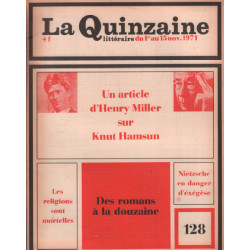 La Quinzaine
4 F littéraire du 1er au 15 nov. 1971
Un article
d'Henry Miller
sur
Knut Hamsun
Les
religions
sont
mortelles
Des romans
à la douzaine
Nietzsche
en danger
d'éxégèse
128